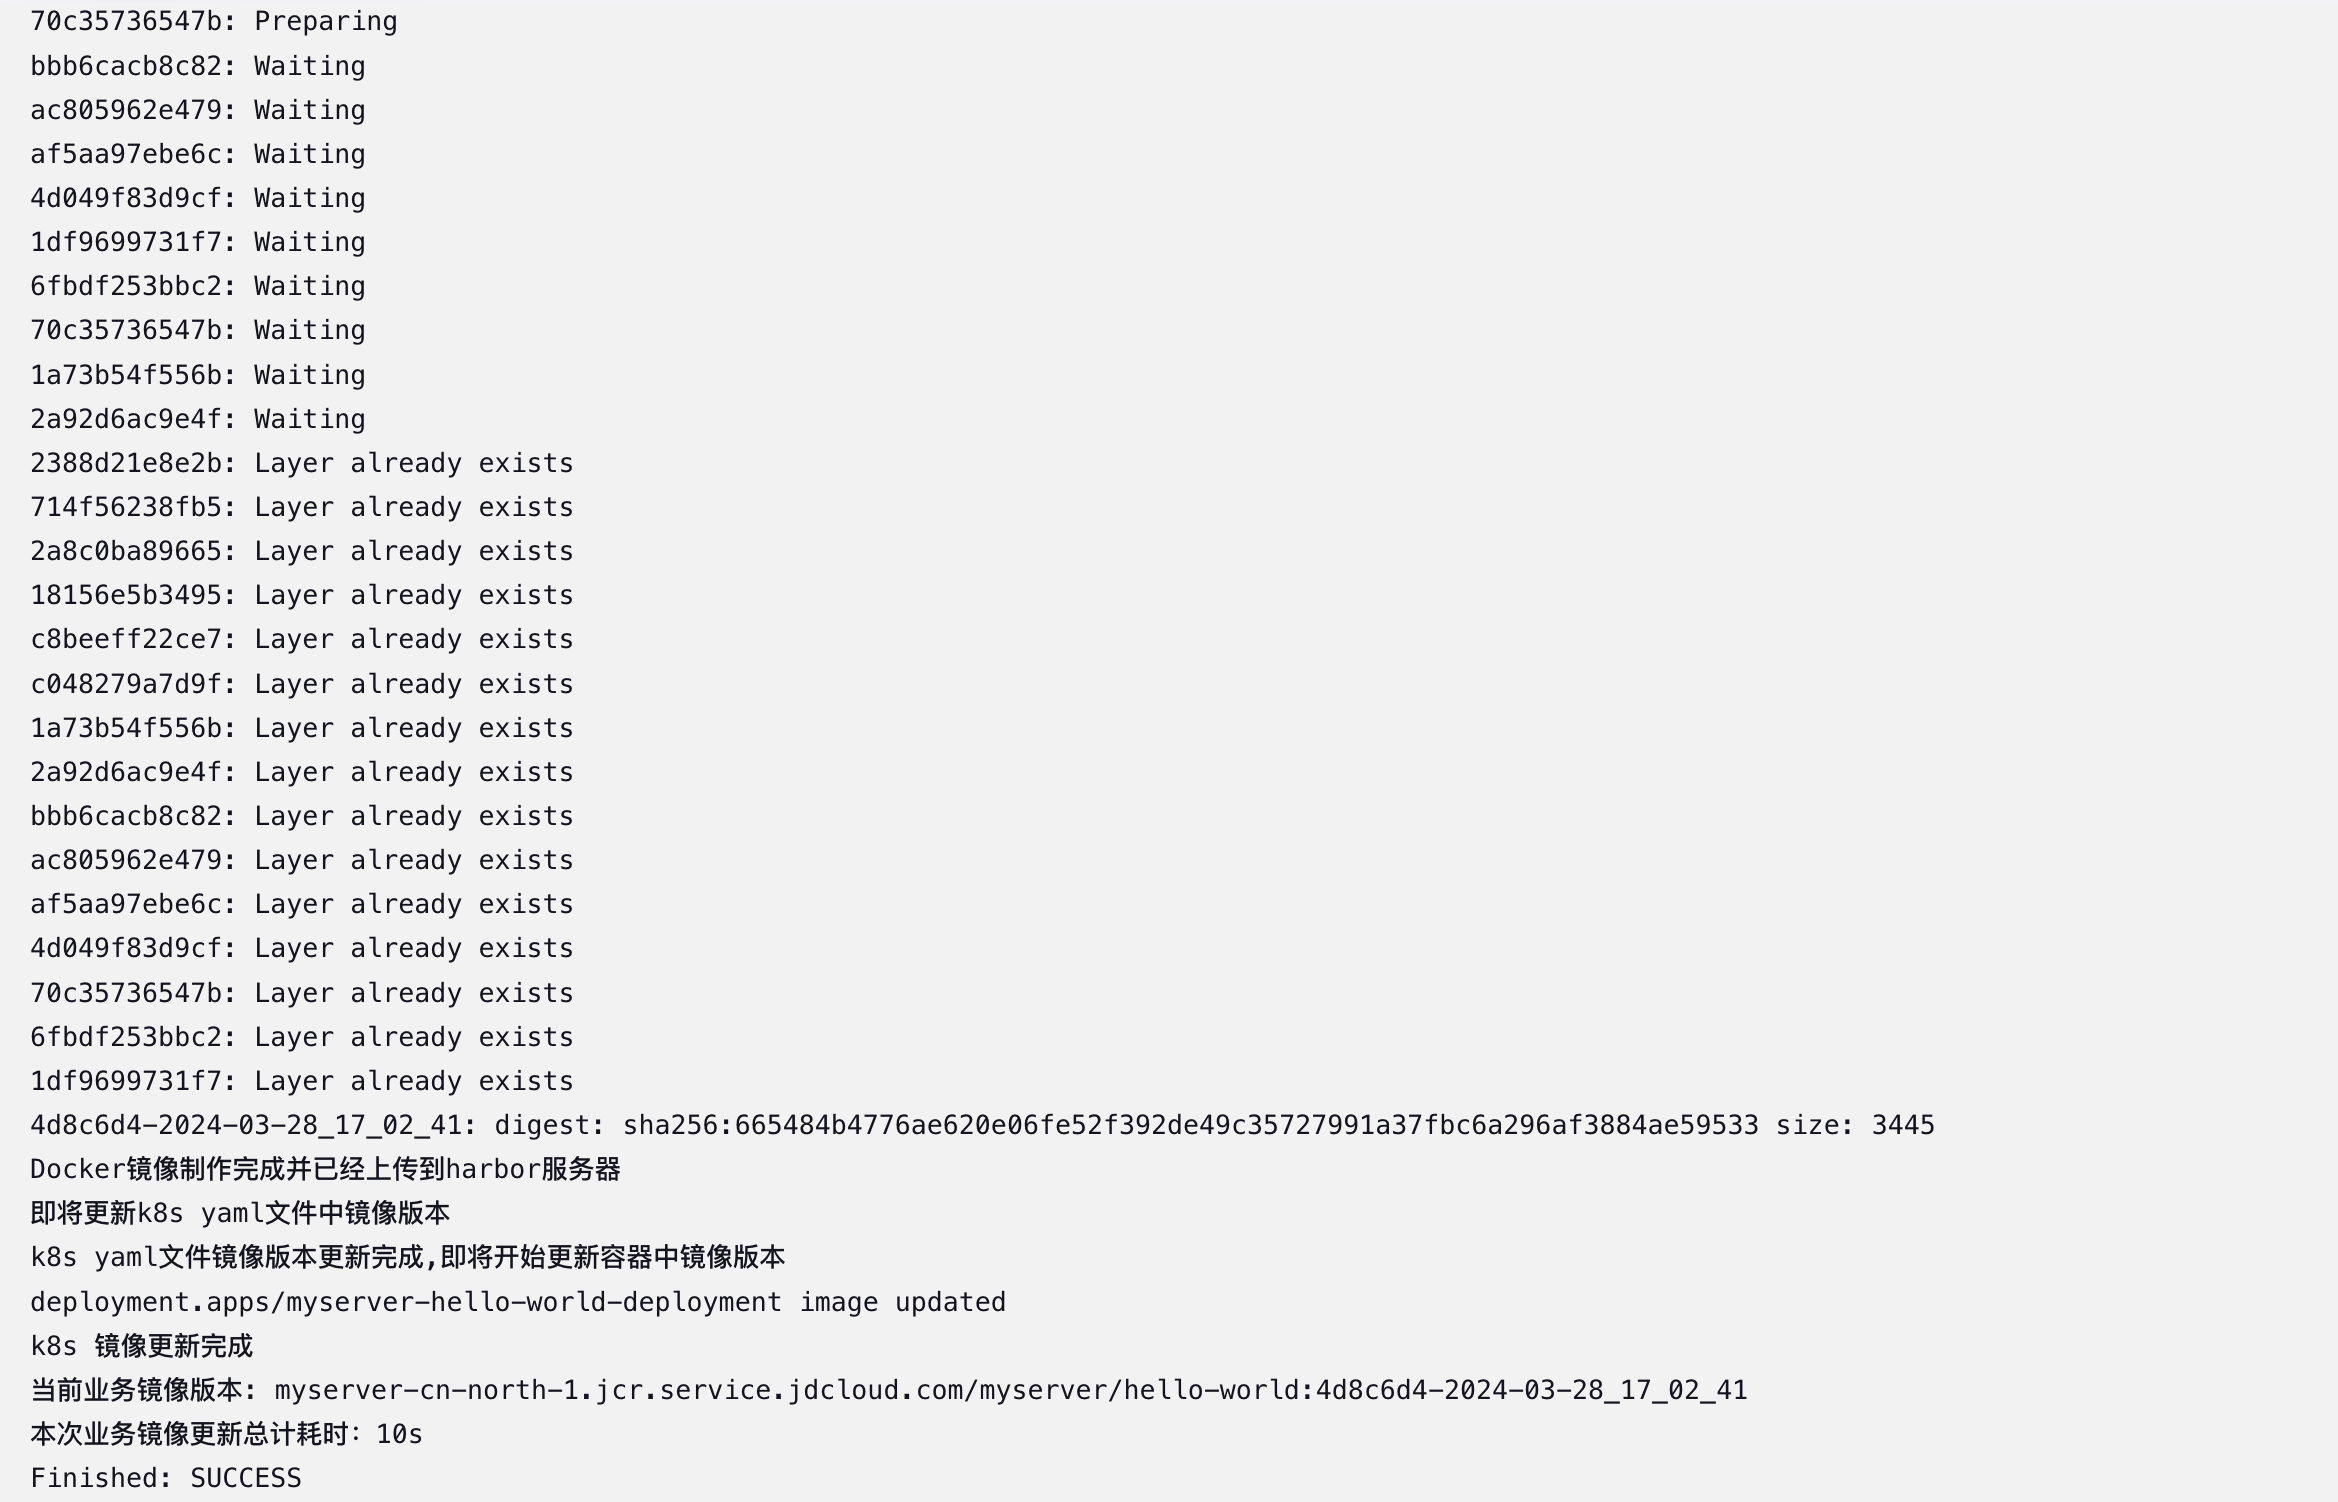 70c35736547b: Preparing
bbb6cacb8c82: Waiting
ac805962e479: Waiting
af5aa97ebe6c: Waiting
4d049f83d9cf: Waiting
1df9699731f7: Waiting
6fbdf253bbc2: Waiting
70c35736547b: Waiting
1a73b54f556b: Waiting
2a92d6ac9e4f: Waiting
2388d21e8e2b: Layer already exists
714f56238fb5: Layer already exists
2a8c0ba89665: Layer already exists
18156e5b3495: Layer already exists
c8beeff22ce7: Layer already exists
c048279a7d9f: Layer already exists
1a73b54f556b: Layer already exists
2a92d6ac9e4f: Layer already exists
bbb6cacb8c82: Layer already exists
ac805962e479: Layer already exists
af5aa97ebe6c: Layer already exists
4d049f83d9cf: Layer already exists
70c35736547b: Layer already exists
6fbdf253bbc2: Layer already exists
1df9699731f7: Layer already exists
4d8c6d4-2024-03-28_17_02_41: digest: sha256:665484b4776ae620e06fe52f392de49c35727991a37fbc6a296af3884ae59533 size: 3445
Docker镜像制作完成并已经上传到harbor服务器
即将更新k8s yaml文件中镜像版本
k8s yaml文件镜像版本更新完成,即将开始更新容器中镜像版本
deployment.apps/myserver-hello-world-deployment image updated
k8s 镜像更新完成
当前业务镜像版本: myserver-cn-north-1.jcr.service.jdcloud.com/myserver/hello-world:4d8c6d4-2024-03-28_17_02_41
本次业务镜像更新总计耗时：10s
Finished: SUCCESS